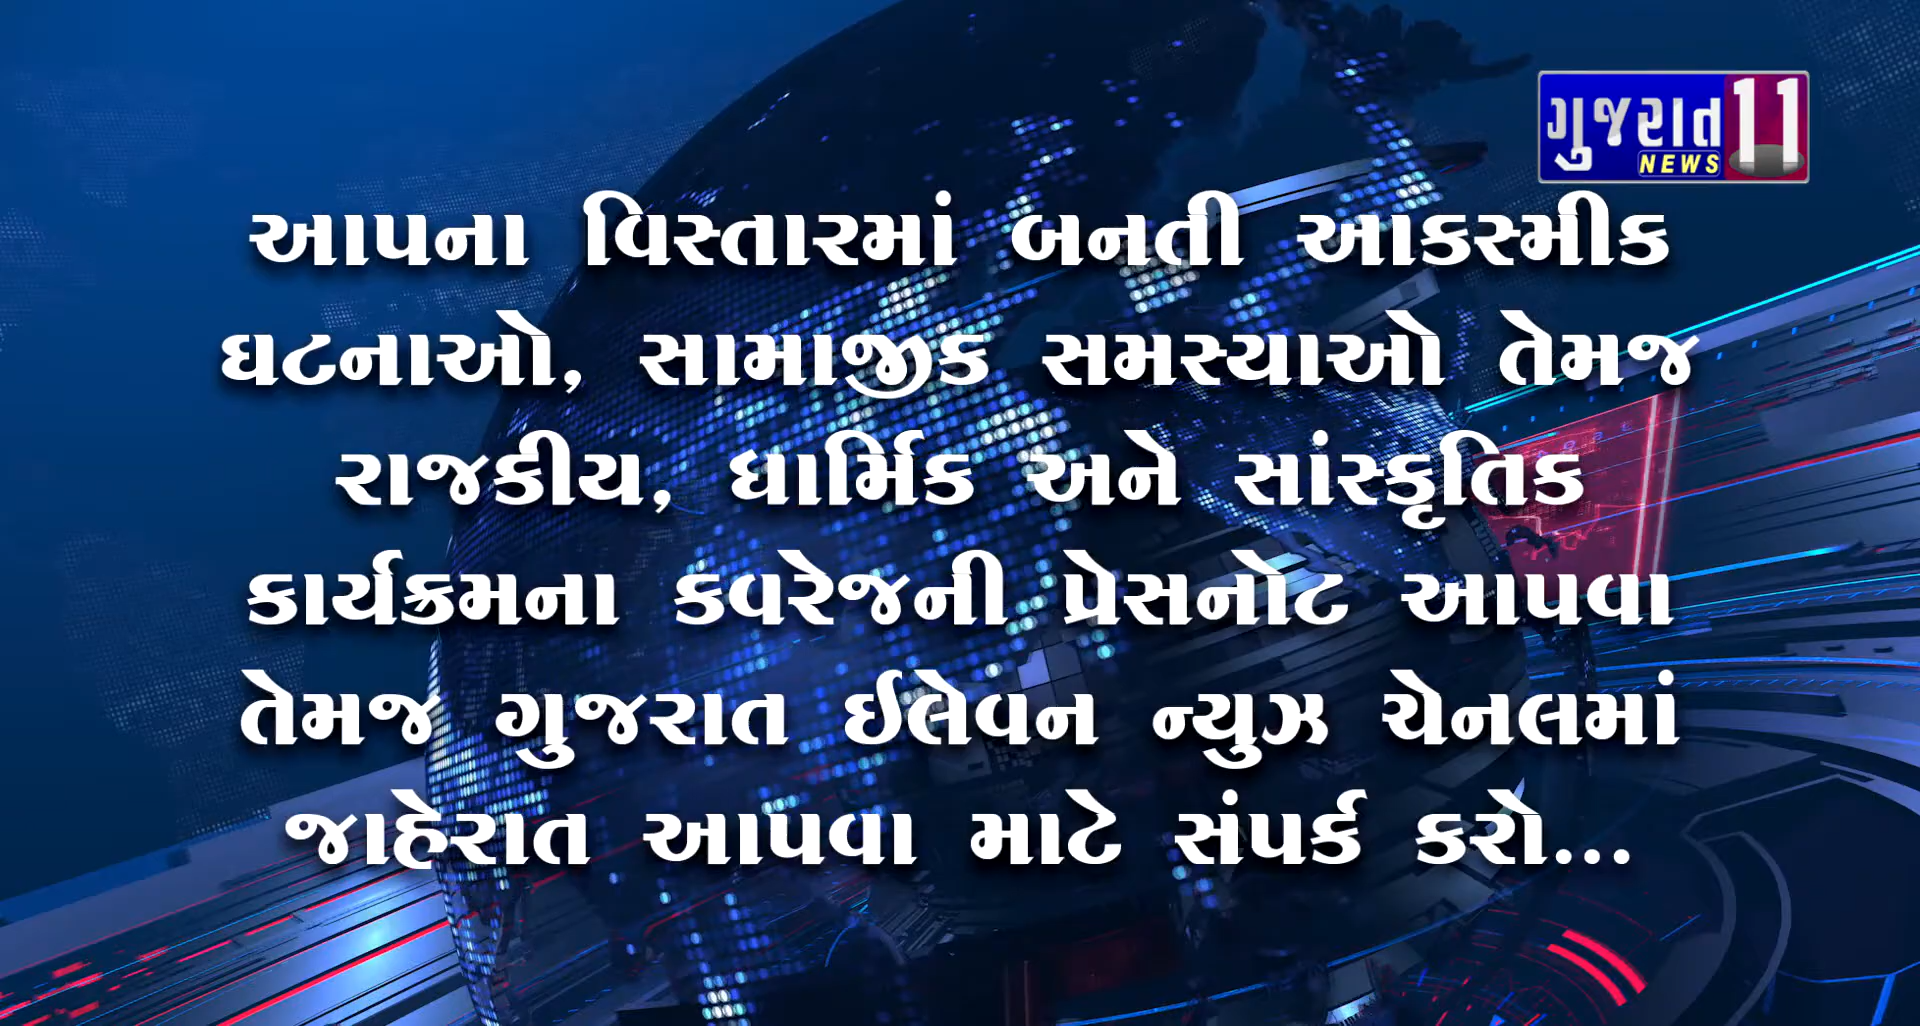 ગુજરાત 11
NEWS
આપના વિસ્તારમાં બનતી આકસ્મીક
ઘટનાઓ, સામાજીક સમસ્યાઓ તેમજ
રાજકીય, ધાર્મિક અને સાંસ્કૃતિક
કાર્યક્રમના કવરેજની પ્રેસનોટ આપવા
તેમજ ગુજરાત ઈલેવન ન્યુઝ ચેનલમાં
જાહેરાત આપવા માટે સંપર્ક કરો...